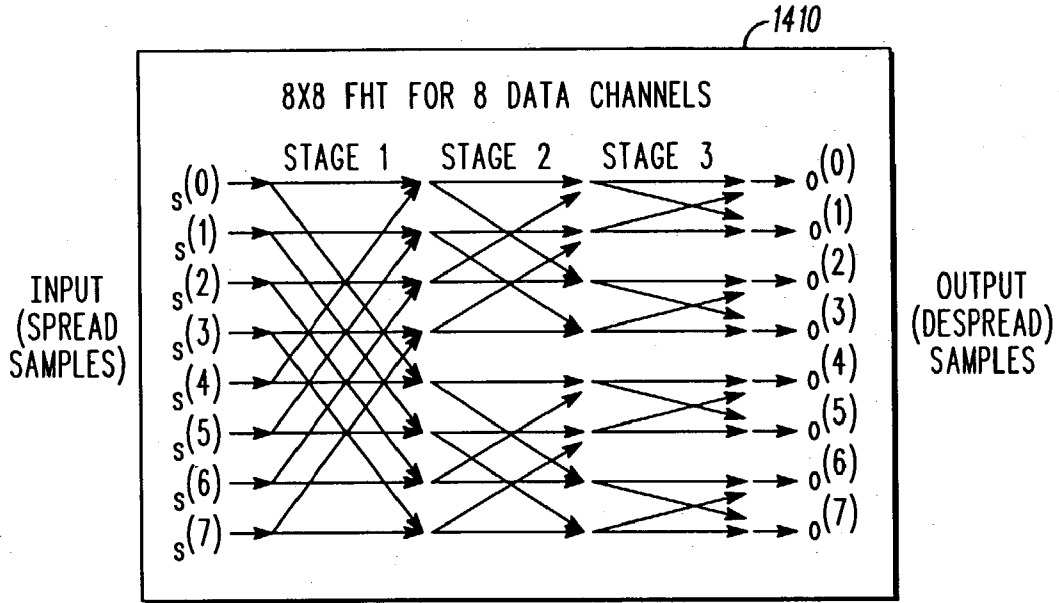 1410
8X8 FHT FOR 8 DATA CHANNELS
STAGE 1 STAGE 2 STAGE 3
s(0)
s(1)
s(2)
s(3)
s(4)
s(5)
s(6)
s(7)
INPUT
(SPREAD
SAMPLES)
o(0)
o(1)
o(2)
o(3)
o(4)
o(5)
o(6)
o(7)
OUTPUT
(DESPREAD)
SAMPLES